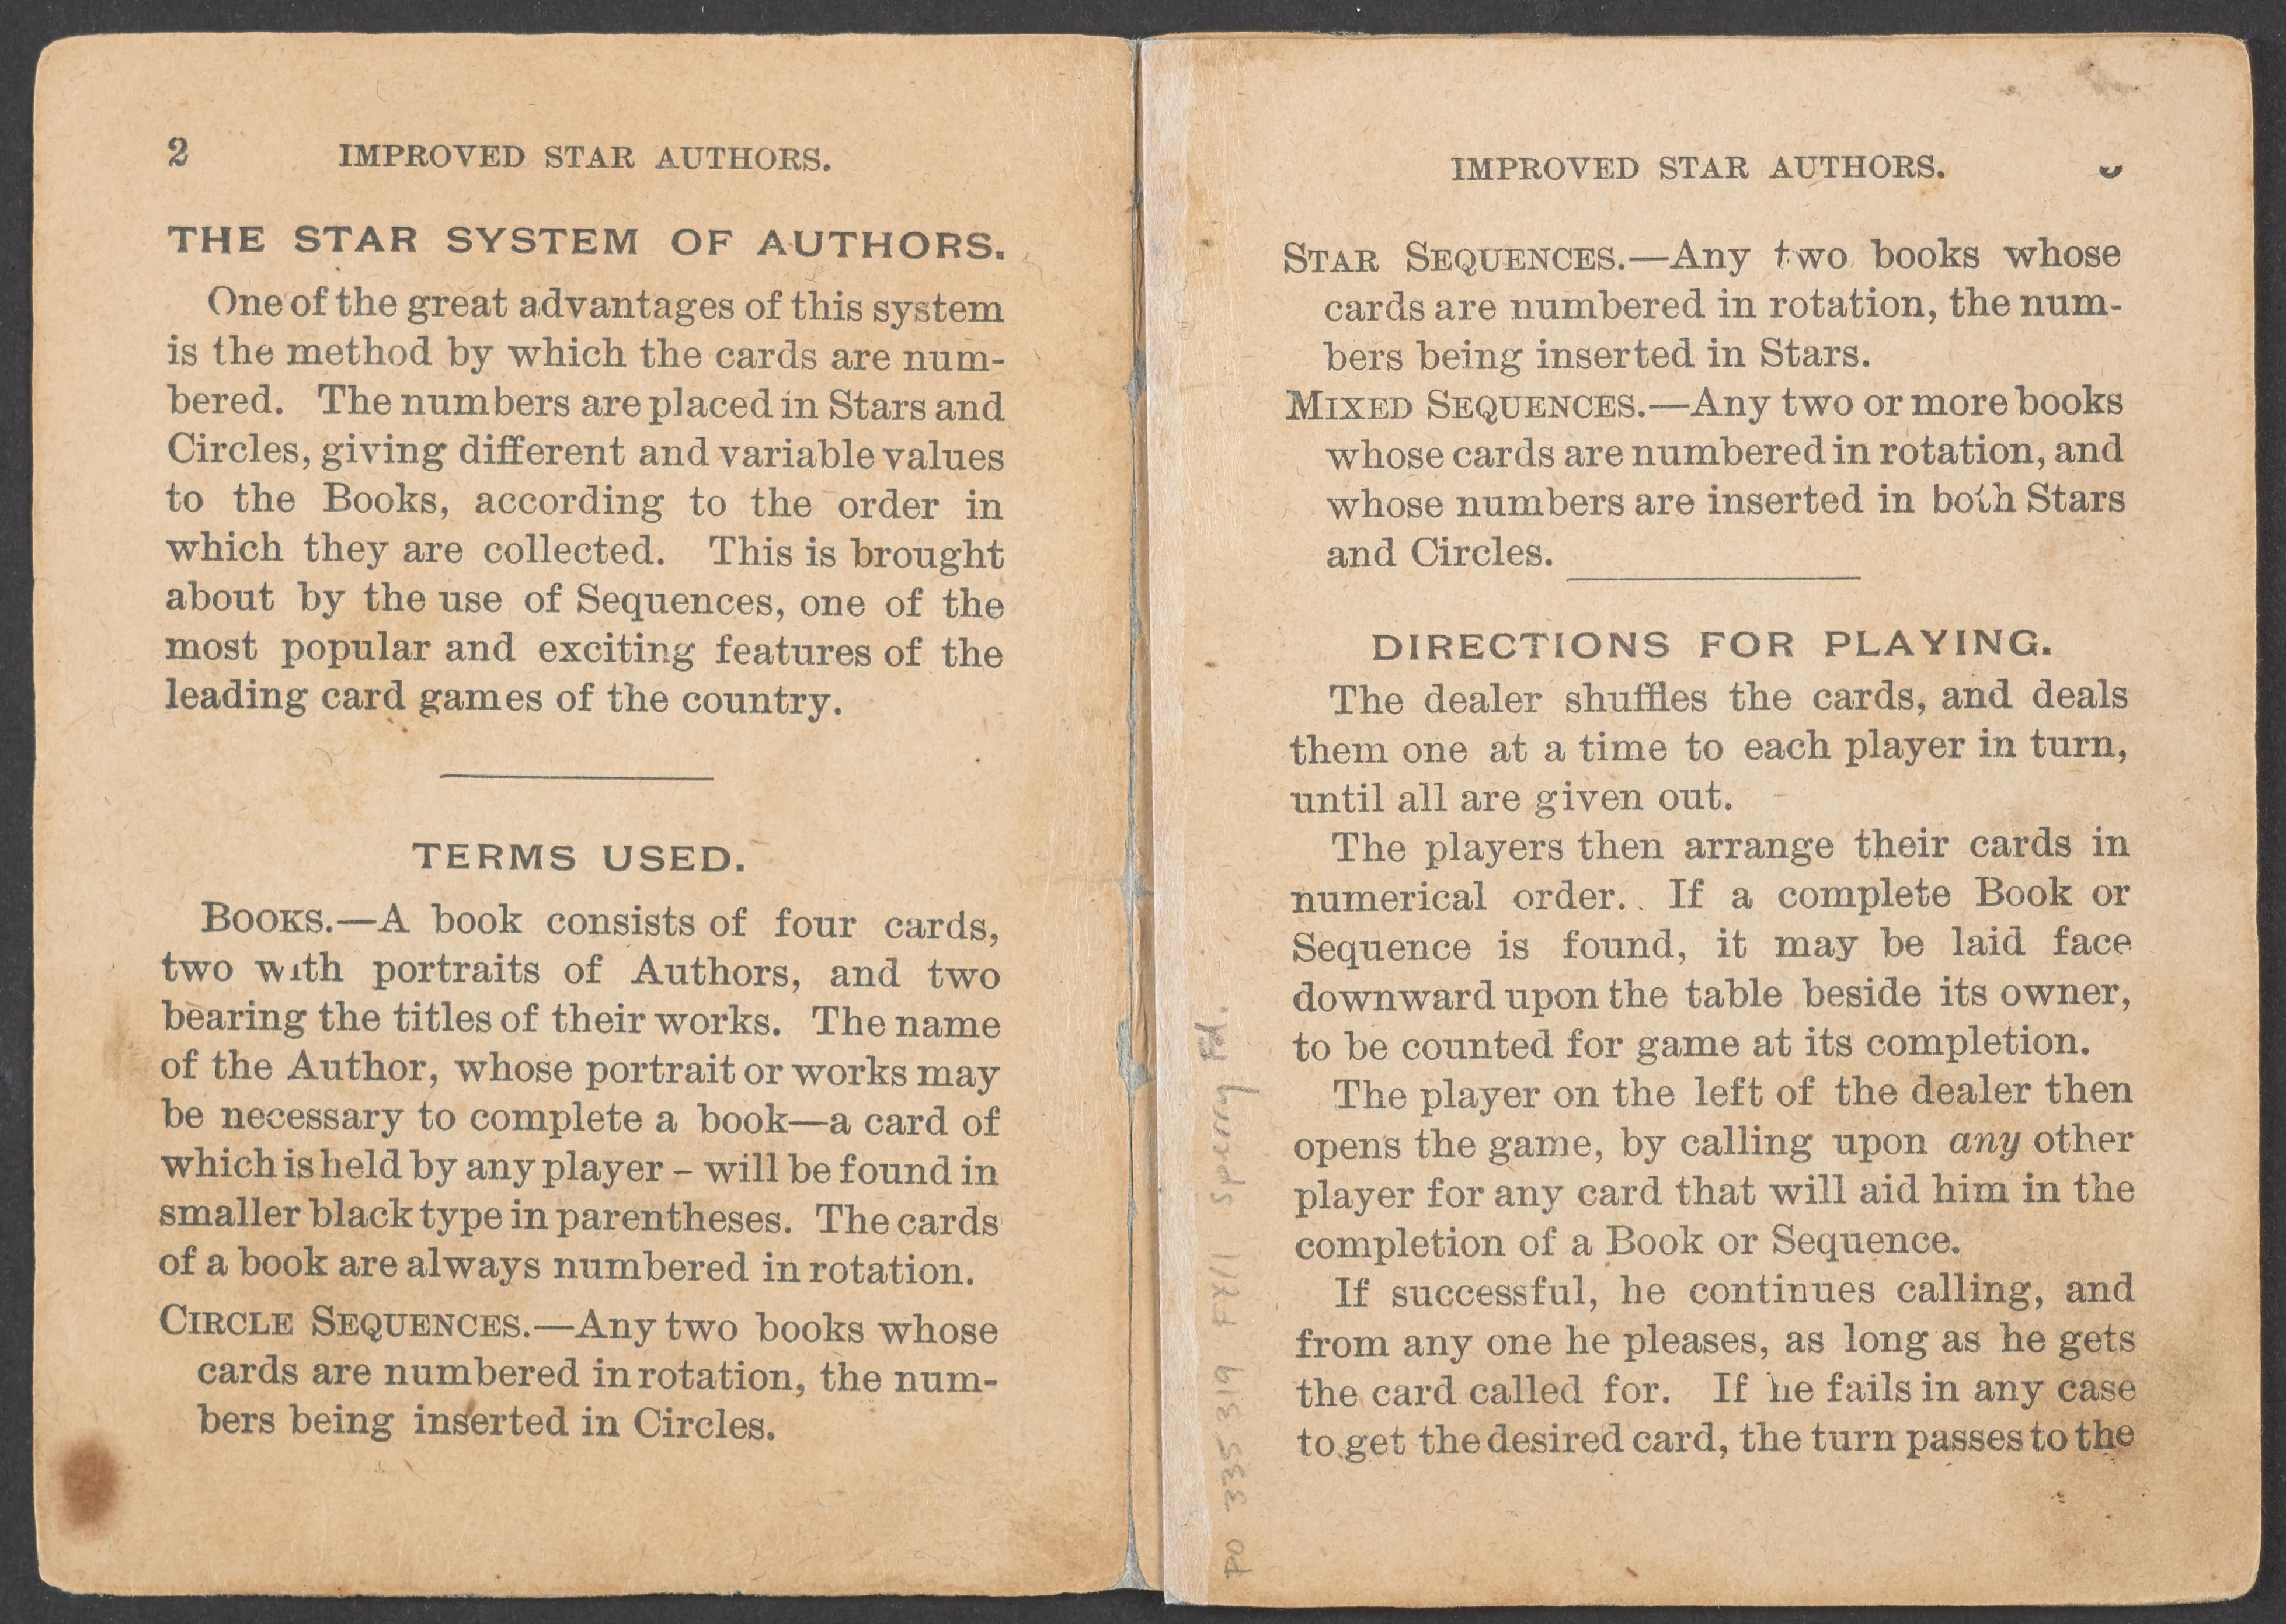 2 IMPROVED STAR AUTHORS.
THE STAR SYSTEM OF AUTHORS.
One of the great advantages of this system
is the method by which the cards are num-
bered. The numbers are placed in Stars and
Circles, giving different and variable values
to the Books, according to the order in
which they are collected. This is brought
about by the use of Sequences, one of the
most popular and exciting features of the
leading card games of the country.
TERMS USED.
BOOKS.—A book consists of four cards,
two with portraits of Authors, and two
bearing the titles of their works. The name
of the Author, whose portrait or works may
be necessary to complete a book—a card of
which is held by any player - will be found in
smaller black type in parentheses. The cards
of a book are always numbered in rotation.
CIRCLE SEQUENCES.—Any two books whose
cards are numbered in rotation, the num-
bers being inserted in Circles.
IMPROVED STAR AUTHORS.
STAR SEQUENCES.—Any two books whose
cards are numbered in rotation, the num-
bers being inserted in Stars.
MIXED SEQUENCES.—Any two or more books
whose cards are numbered in rotation, and
whose numbers are inserted in both Stars
and Circles.
DIRECTIONS FOR PLAYING.
The dealer shuffles the cards, and deals
them one at a time to each player in turn,
until all are given out.
The players then arrange their cards in
numerical order. If a complete Book or
Sequence is found, it may be laid face
downward upon the table beside its owner,
to be counted for game at its completion.
The player on the left of the dealer then
opens the game, by calling upon any other
player for any card that will aid him in the
completion of a Book or Sequence.
If successful, he continues calling, and
from any one he pleases, as long as he gets
the card called for. If he fails in any case
to get the desired card, the turn passes to the
PO 335319 FY11 Sperry Fd.